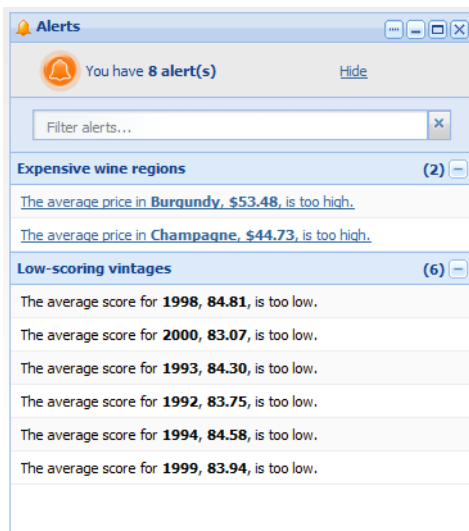 Alerts
You have 8 alert(s) Hide
Filter alerts...
Expensive wine regions (2)
The average price in Burgundy, $53.48, is too high.
The average price in Champagne, $44.73, is too high.
Low-scoring vintages (6)
The average score for 1998, 84.81, is too low.
The average score for 2000, 83.07, is too low.
The average score for 1993, 84.30, is too low.
The average score for 1992, 83.75, is too low.
The average score for 1994, 84.58, is too low.
The average score for 1999, 83.94, is too low.